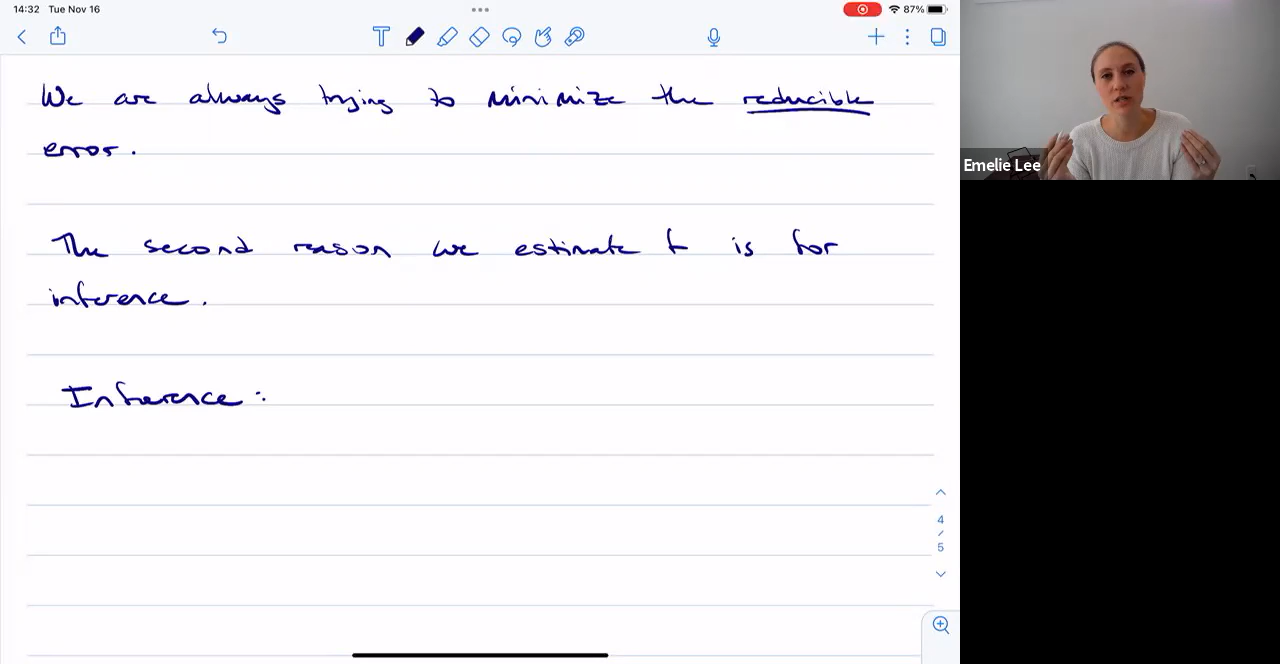 14:32 Tue Nov 16
87%
T
We are always trying to minimize the reducible
error.
The second reason we estimate f is for
inference.
Inference:
4
/
5
Emelie Lee